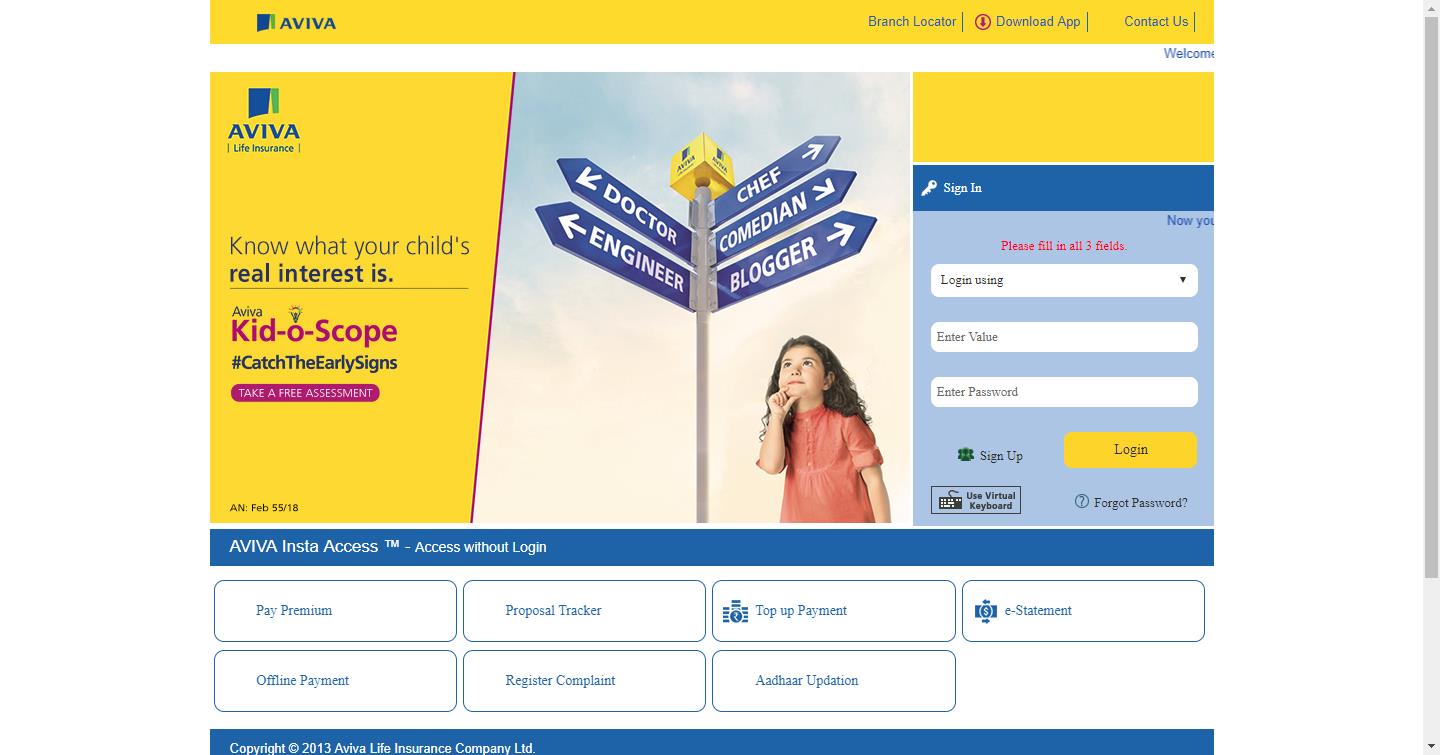 AVIVA
Branch Locator
Download App
Contact Us
Welcome
AVIVA
Life Insurance
Know what your child's
real interest is.
Aviva
Kid-o-Scope
#CatchTheEarlySigns
TAKE A FREE ASSESSMENT
AN: Feb 55/18
AVIVA
AVIVA
DOCTOR
ENGINEER
CHEF
COMEDIAN
BLOGGER
Sign In
Now you
Please fill in all 3 fields.
Login using
Enter Value
Enter Password
Sign Up
Login
Use Virtual
Keyboard
Forgot Password?
AVIVA Insta Access ™ - Access without Login
Pay Premium
Proposal Tracker
Top up Payment
e-Statement
Offline Payment
Register Complaint
Aadhaar Updation
Copyright © 2013 Aviva Life Insurance Company Ltd.